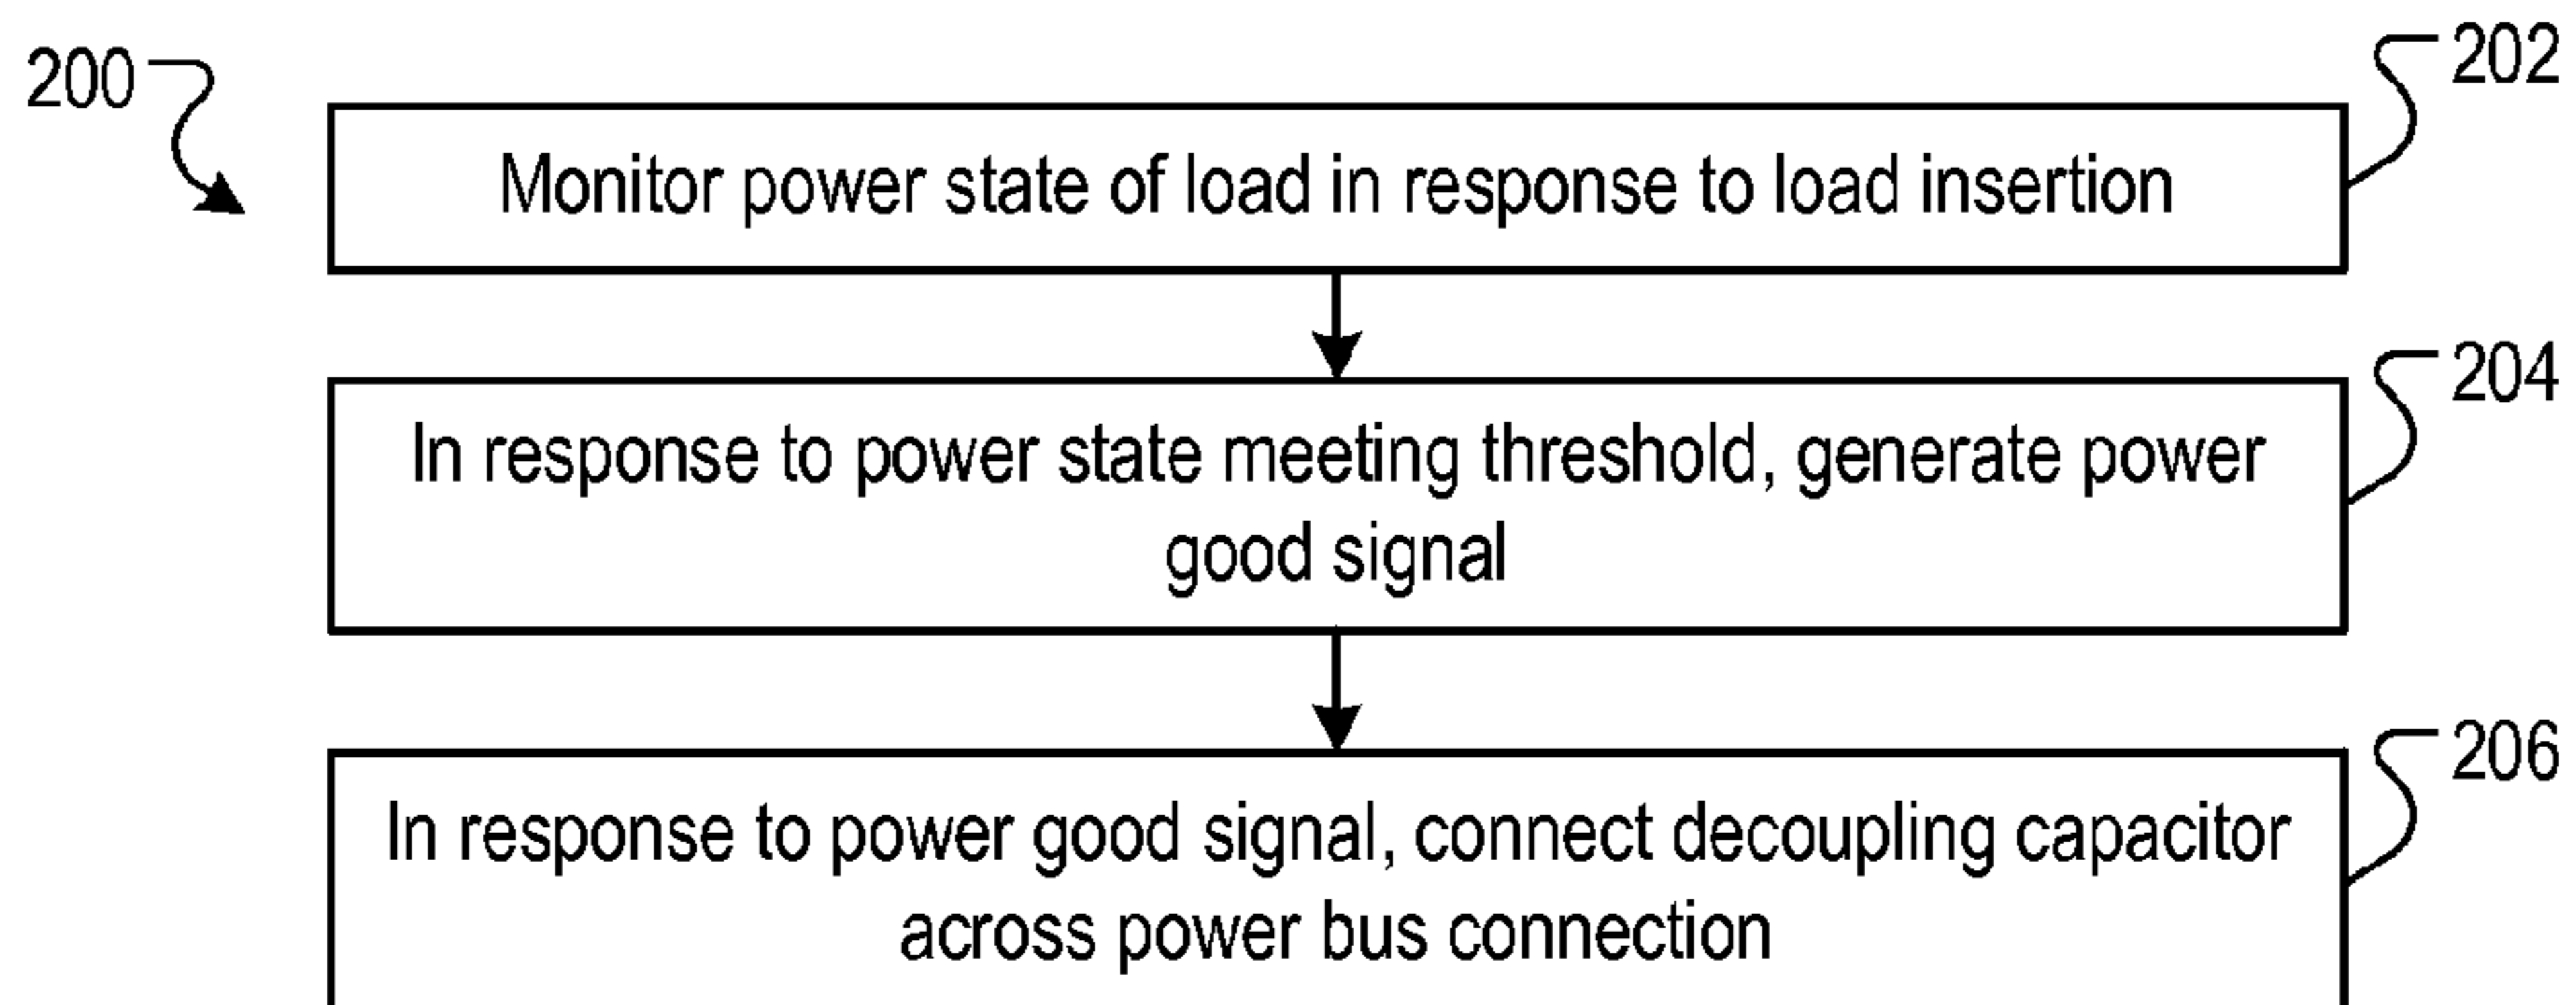 200
202
Monitor power state of load in response to load insertion
204
In response to power state meeting threshold, generate power
good signal
206
In response to power good signal, connect decoupling capacitor
across power bus connection